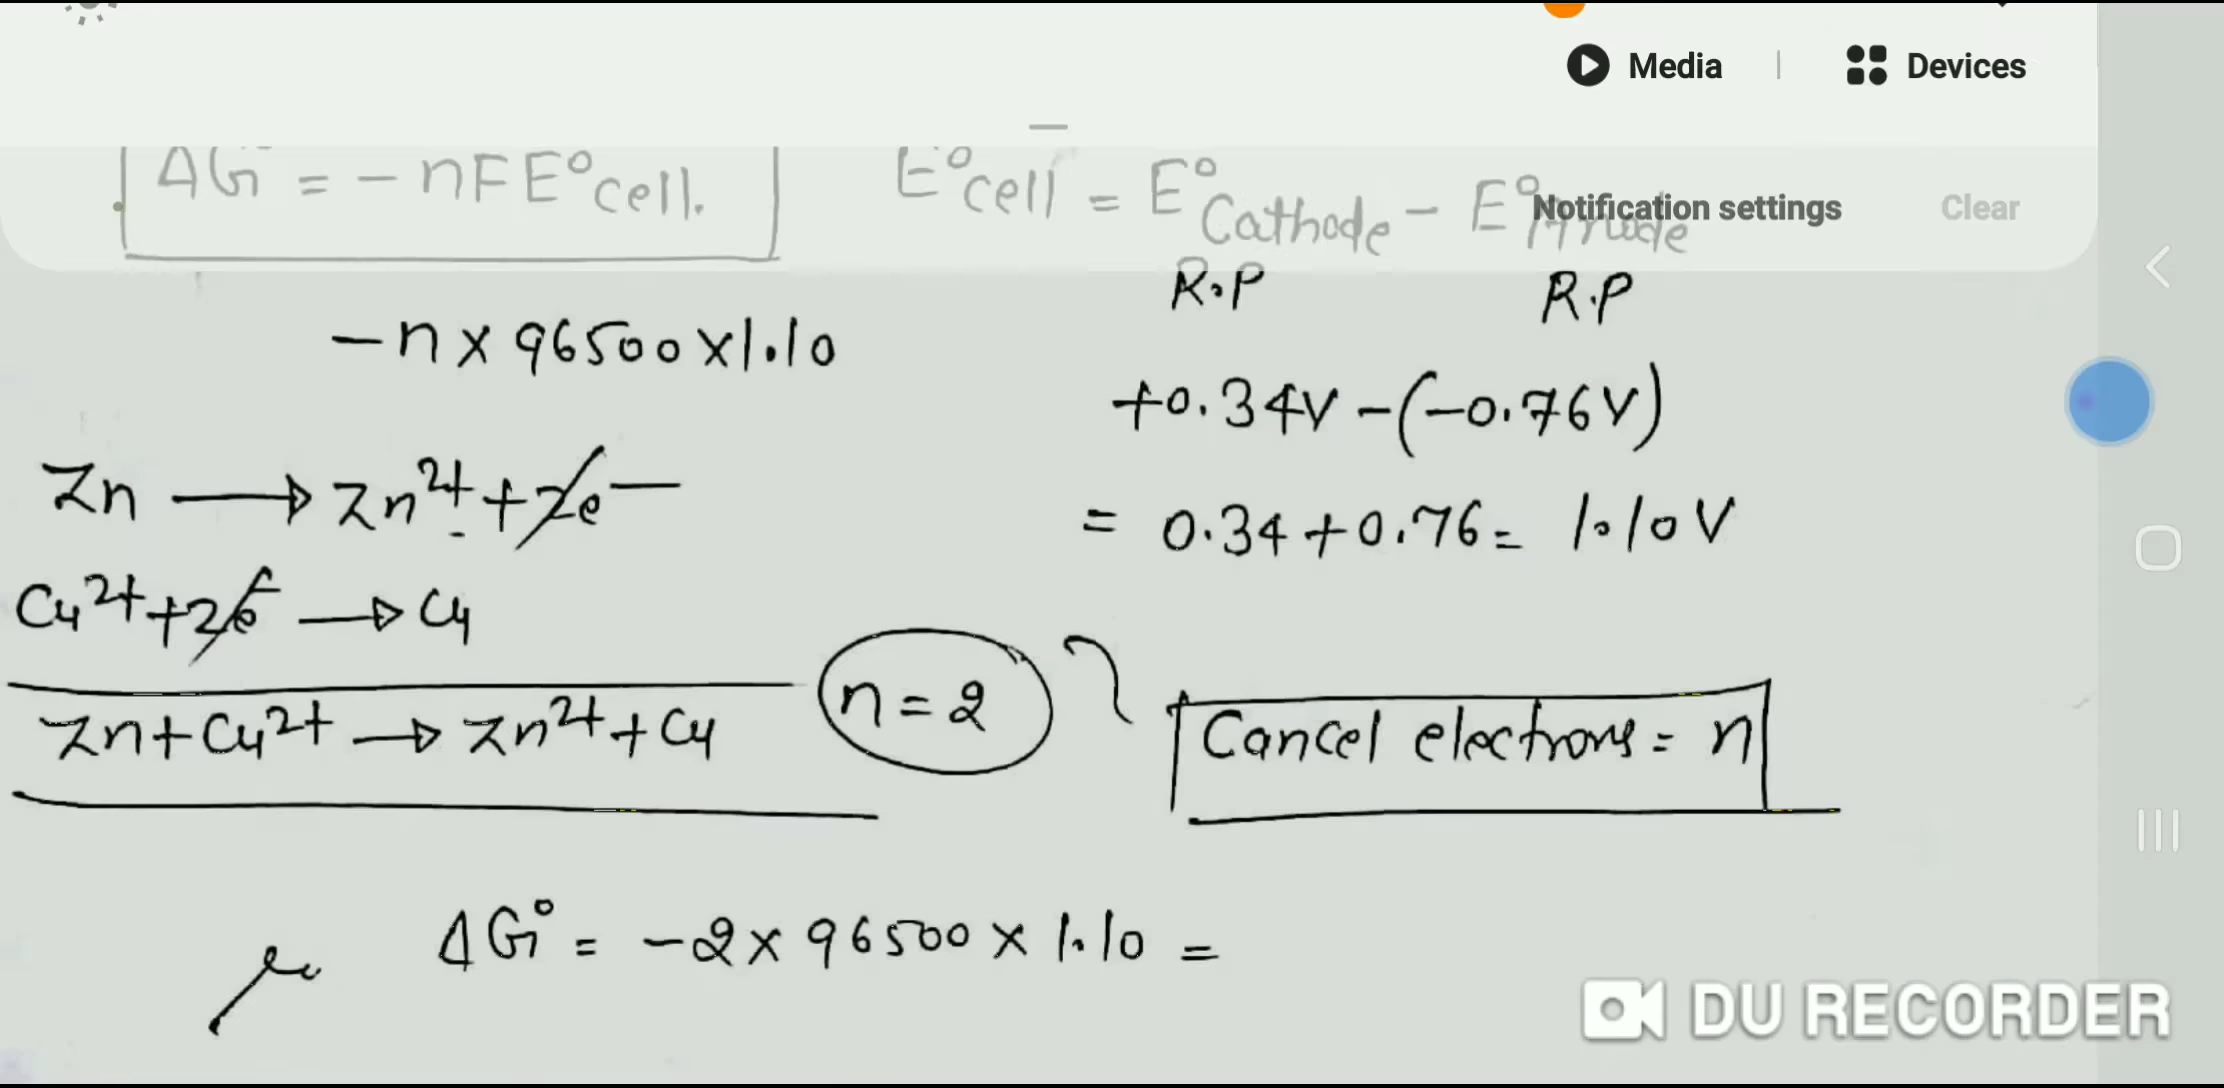 Media | Devices
ΔG° = -nFE°cell. E°cell = E°Cathode - E°Anode
Notification settings Clear
R.P R.P
-n x 96500 x 1.10
+0.34V - (-0.76V)
Zn → Zn²⁺ + 2e⁻
= 0.34 + 0.76 = 1.10V
Cu²⁺ + 2e⁻ → Cu
n = 2
Zn + Cu²⁺ → Zn²⁺ + Cu
Cancel electrons = n
ΔG° = -2 x 96500 x 1.10 =
DU RECORDER